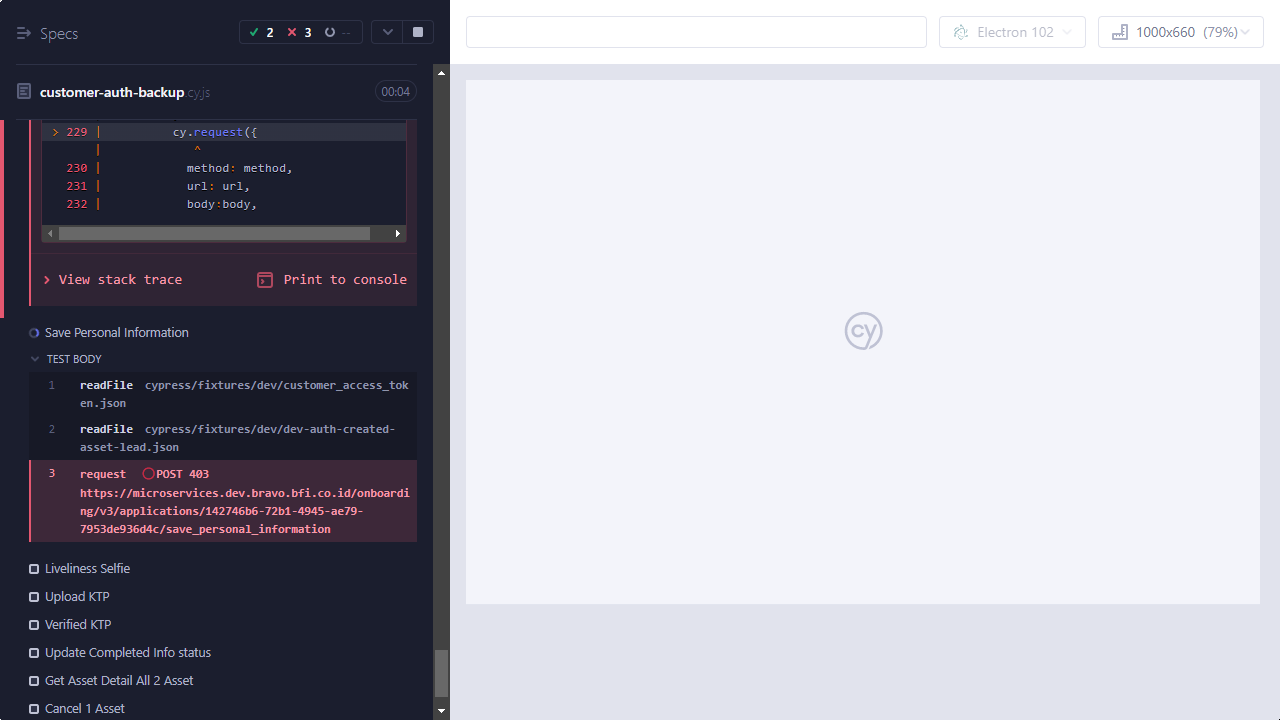 Specs
2
3
--
Electron 102
1000x660 (79%)
customer-auth-backup.cy.js
00:04
> 229 | cy.request({
| ^
230 | method: method,
231 | url: url,
232 | body:body,
View stack trace
Print to console
Save Personal Information
TEST BODY
1 readFile cypress/fixtures/dev/customer_access_tok
en.json
2 readFile cypress/fixtures/dev/dev-auth-created-
asset-lead.json
3 request POST 403
https://microservices.dev.bravo.bfi.co.id/onboardi
ng/v3/applications/142746b6-72b1-4945-ae79-
7953de936d4c/save_personal_information
Liveliness Selfie
Upload KTP
Verified KTP
Update Completed Info status
Get Asset Detail All 2 Asset
Cancel 1 Asset
cy